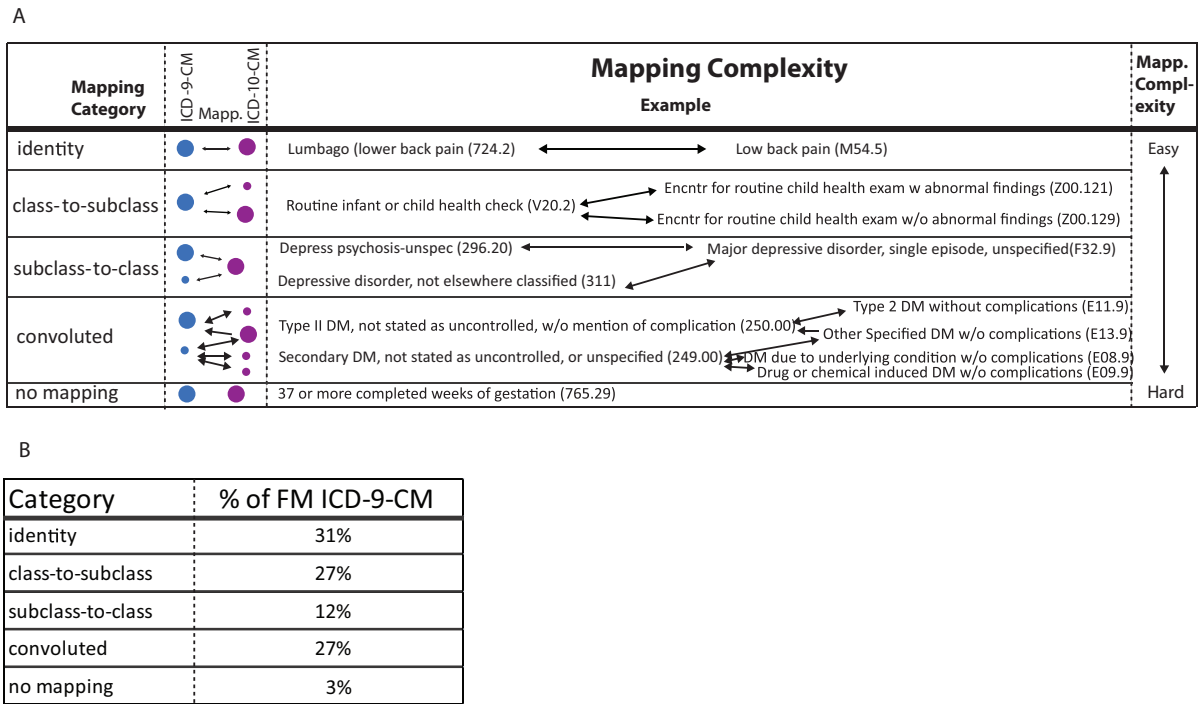 A
Mapping Category
ICD-9-CM
Mapp.
ICD-10-CM
Mapping Complexity
Example
Mapp. Compl-exity
identity
Lumbago (lower back pain (724.2)
Low back pain (M54.5)
Easy
class-to-subclass
Routine infant or child health check (V20.2)
Encntr for routine child health exam w abnormal findings (Z00.121)
Encntr for routine child health exam w/o abnormal findings (Z00.129)
subclass-to-class
Depress psychosis-unspec (296.20)
Major depressive disorder, single episode, unspecified(F32.9)
Depressive disorder, not elsewhere classified (311)
convoluted
Type 2 DM without complications (E11.9)
Type II DM, not stated as uncontrolled, w/o mention of complication (250.00)
Other Specified DM w/o complications (E13.9)
Secondary DM, not stated as uncontrolled, or unspecified (249.00)
DM due to underlying condition w/o complications (E08.9)
Drug or chemical induced DM w/o complications (E09.9)
no mapping
37 or more completed weeks of gestation (765.29)
Hard
B
Category % of FM ICD-9-CM
identity 31%
class-to-subclass 27%
subclass-to-class 12%
convoluted 27%
no mapping 3%